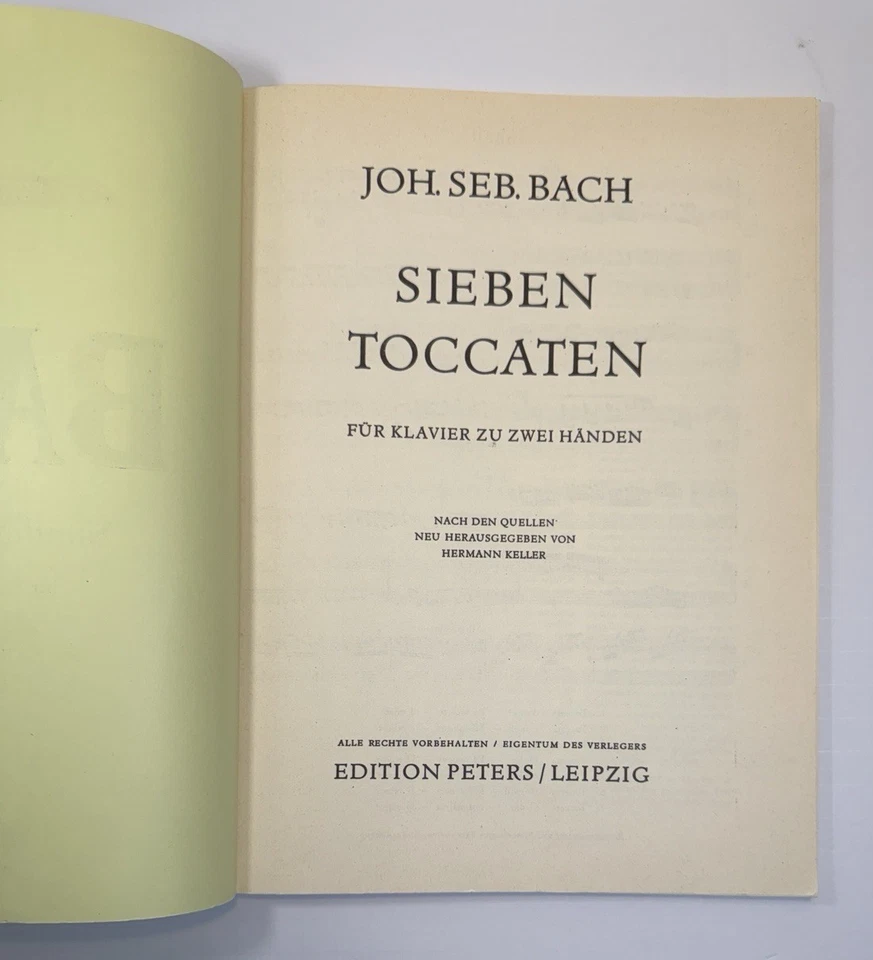 JOH. SEB. BACH
SIEBEN
TOCCATEN
FÜR KLAVIER ZU ZWEI HÄNDEN
NACH DEN QUELLEN
NEU HERAUSGEGEBEN VON
HERMANN KELLER
ALLE RECHTE VORBEHALTEN / EIGENTUM DES VERLEGERS
EDITION PETERS / LEIPZIG